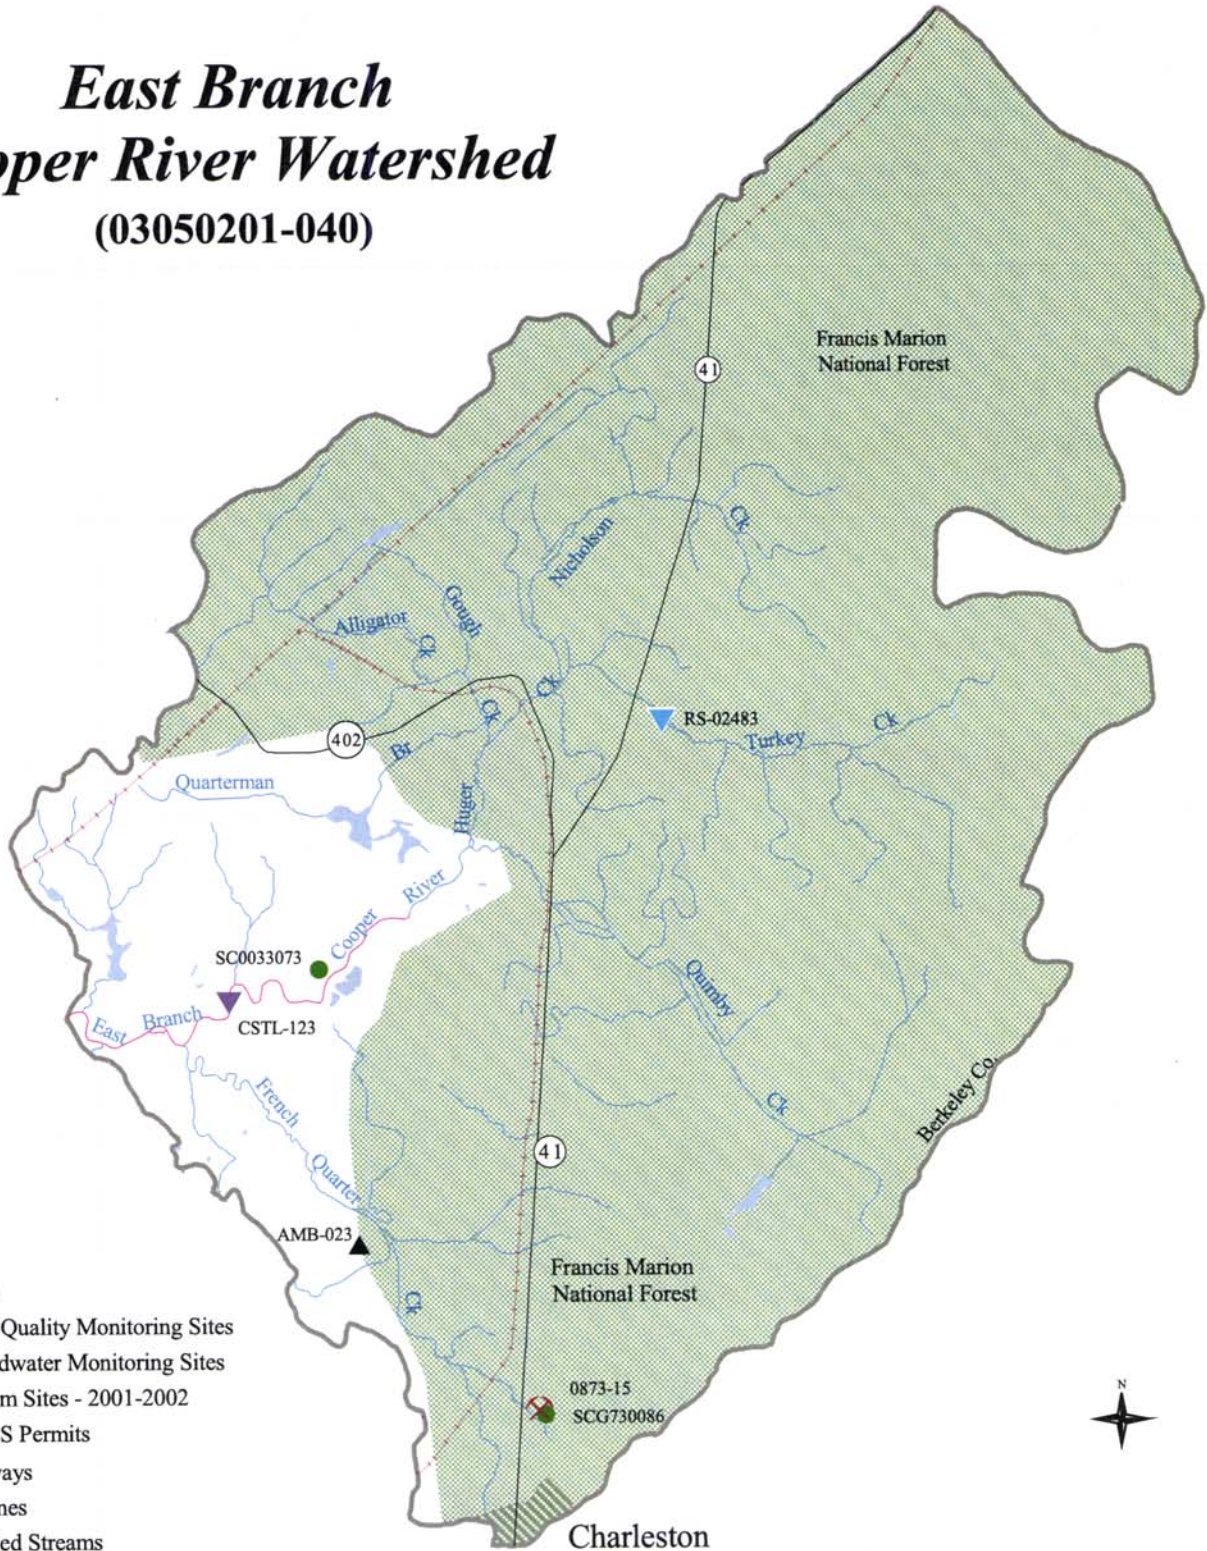 East Branch
oper River Watershed
(03050201-040)
Francis Marion
National Forest
41
Nicholson
Ck
Gough
Alligator
Ck
Ck
Ck
RS-02483
Turkey
Ck
402
Br
Quarterman
Huger
River
Cooper
SC0033073
Quimby
East
Branch
CSTL-123
French
Ck
Berkeley Co.
41
Quarter
AMB-023
Francis Marion
National Forest
Ck
Quality Monitoring Sites
dwater Monitoring Sites
m Sites - 2001-2002
S Permits
ays
nes
ed Streams
0873-15
SCG730086
N
Charleston